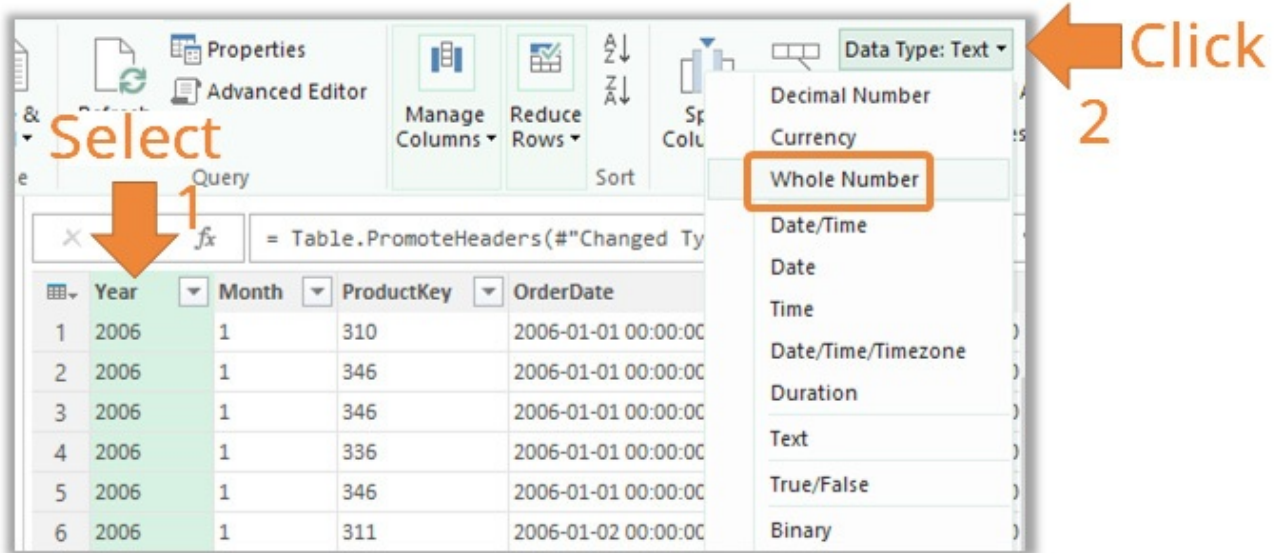 Properties
Advanced Editor
Manage
Columns
Reduce
Rows
A
Z
Z
A
Data Type: Text
Click
2
&
Select
1
Query
Sort
Decimal Number
Currency
Whole Number
Date/Time
Date
Time
Date/Time/Timezone
Duration
Text
True/False
Binary
fx = Table.PromoteHeaders(#"Changed Ty
Year Month ProductKey OrderDate
1 2006 1 310 2006-01-01 00:00:00
2 2006 1 346 2006-01-01 00:00:00
3 2006 1 346 2006-01-01 00:00:00
4 2006 1 336 2006-01-01 00:00:00
5 2006 1 346 2006-01-01 00:00:00
6 2006 1 311 2006-01-02 00:00:00